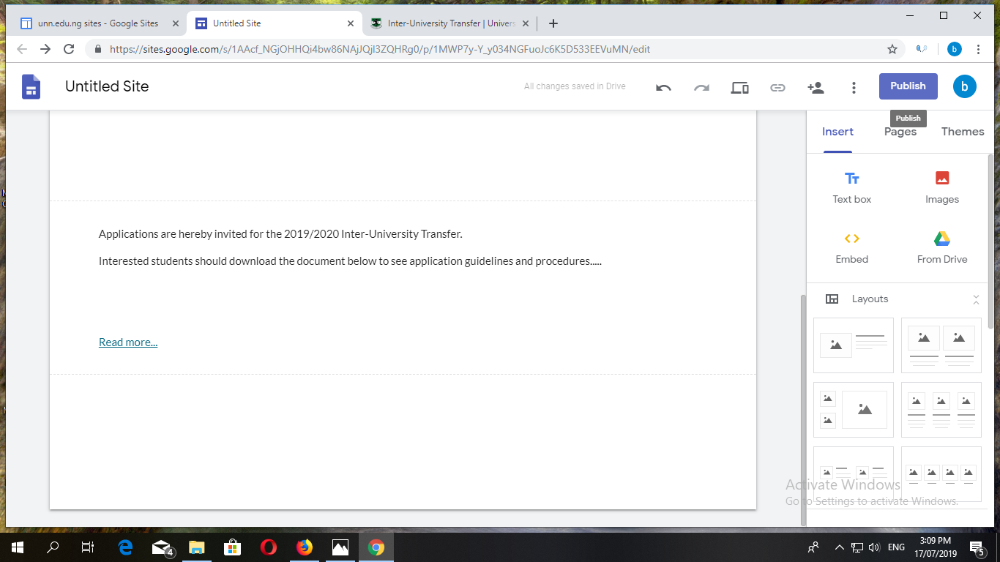 unn.edu.ng sites - Google Sites
Untitled Site
Inter-University Transfer | Univers
https://sites.google.com/s/1AAcf_NGjOHHQi4bw86NAjJQjI3ZQHRg0/p/1MWP7y-Y_y034NGFuoJc6K5D533EEVuMN/edit
b
Untitled Site
All changes saved in Drive
Publish
b
Publish
Insert
Pages
Themes
Text box
Images
Embed
From Drive
Layouts
Applications are hereby invited for the 2019/2020 Inter-University Transfer.
Interested students should download the document below to see application guidelines and procedures.....
Read more...
Activate Windows
Go to Settings to activate Windows.
4
ENG
3:09 PM
17/07/2019
5